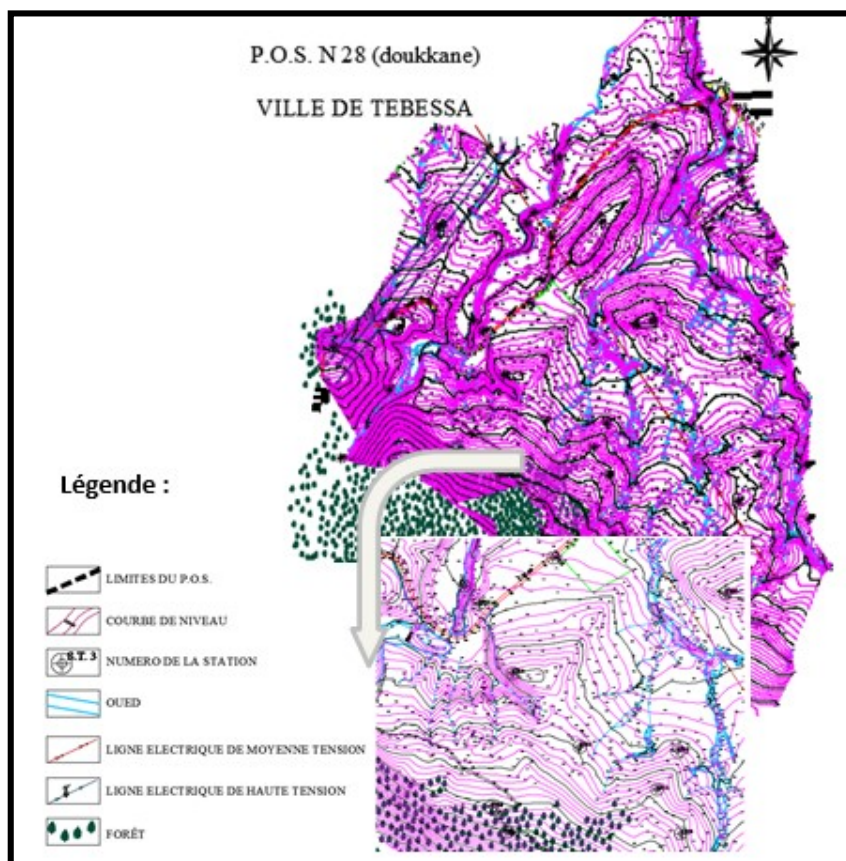 P.O.S. N 28 (doukkane)
VILLE DE TEBESSA
Légende :
LIMITES DU P.O.S.
COURBE DE NIVEAU
S.T. 3
NUMERO DE LA STATION
OUED
LIGNE ELECTRIQUE DE MOYENNE TENSION
LIGNE ELECTRIQUE DE HAUTE TENSION
FORÊT